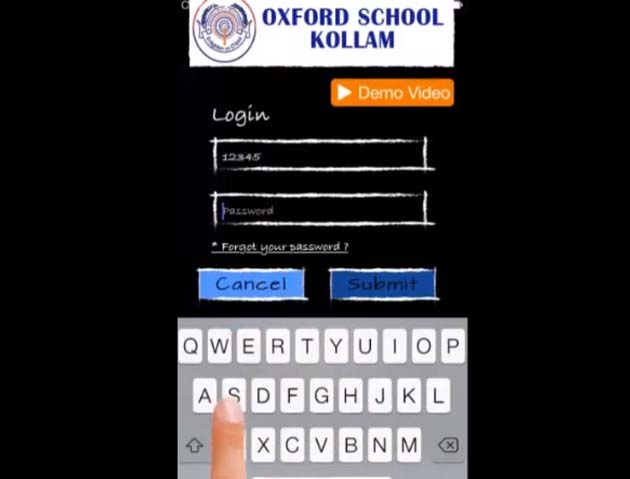 OXFORD SCHOOL
KOLLAM
Demo Video
Login
12345
Password
* Forgot your password ?
Cancel
Submit
Q W E R T Y U I O P
A S D F G H J K L
X C V B N M